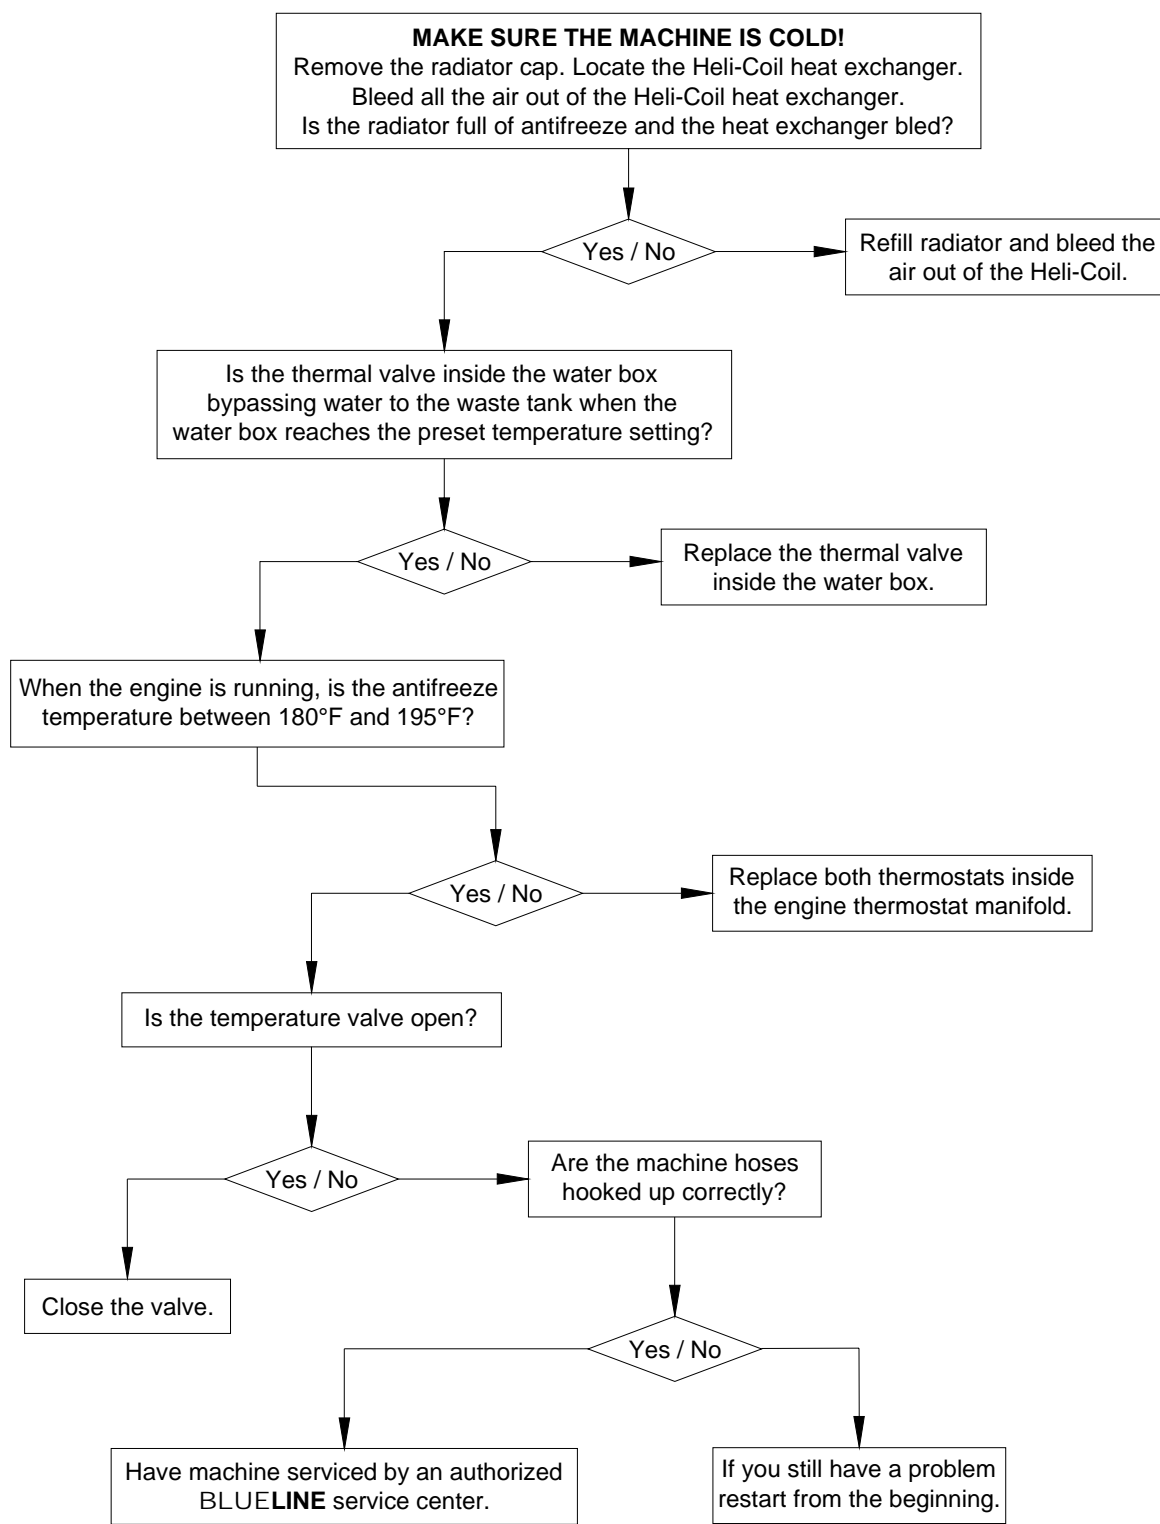 MAKE SURE THE MACHINE IS COLD!
Remove the radiator cap. Locate the Heli-Coil heat exchanger.
Bleed all the air out of the Heli-Coil heat exchanger.
Is the radiator full of antifreeze and the heat exchanger bled?
Yes / No
Refill radiator and bleed the
air out of the Heli-Coil.
Is the thermal valve inside the water box
bypassing water to the waste tank when the
water box reaches the preset temperature setting?
Yes / No
Replace the thermal valve
inside the water box.
When the engine is running, is the antifreeze
temperature between 180°F and 195°F?
Yes / No
Replace both thermostats inside
the engine thermostat manifold.
Is the temperature valve open?
Yes / No
Are the machine hoses
hooked up correctly?
Close the valve.
Yes / No
Have machine serviced by an authorized
BLUELINE service center.
If you still have a problem
restart from the beginning.